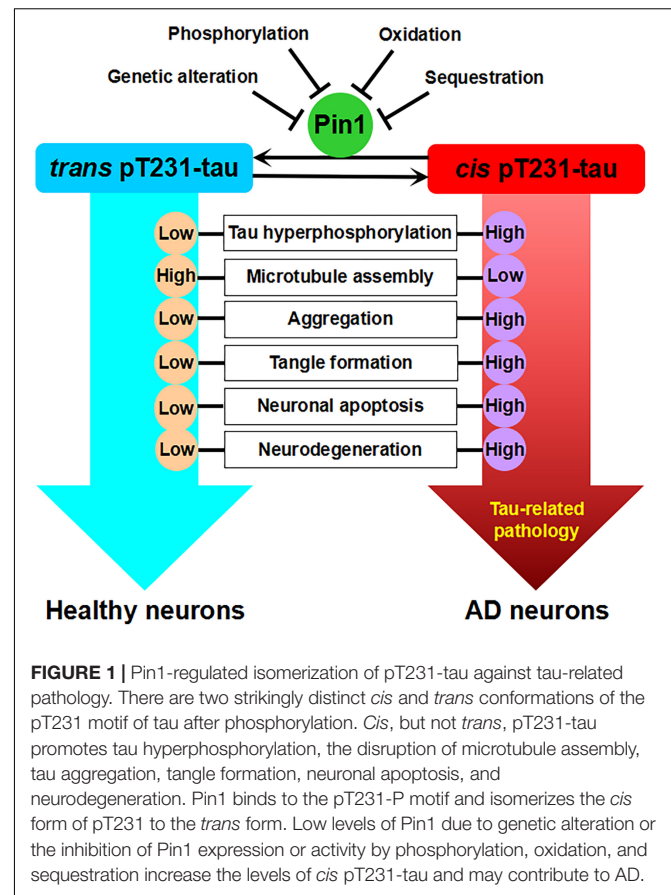 Phosphorylation Oxidation
Genetic alteration Sequestration
Pin1
trans pT231-tau cis pT231-tau
Low Tau hyperphosphorylation High
High Microtubule assembly Low
Low Aggregation High
Low Tangle formation High
Low Neuronal apoptosis High
Low Neurodegeneration High
Tau-related
pathology
Healthy neurons AD neurons
FIGURE 1 | Pin1-regulated isomerization of pT231-tau against tau-related
pathology. There are two strikingly distinct cis and trans conformations of the
pT231 motif of tau after phosphorylation. Cis, but not trans, pT231-tau
promotes tau hyperphosphorylation, the disruption of microtubule assembly,
tau aggregation, tangle formation, neuronal apoptosis, and
neurodegeneration. Pin1 binds to the pT231-P motif and isomerizes the cis
form of pT231 to the trans form. Low levels of Pin1 due to genetic alteration or
the inhibition of Pin1 expression or activity by phosphorylation, oxidation, and
sequestration increase the levels of cis pT231-tau and may contribute to AD.